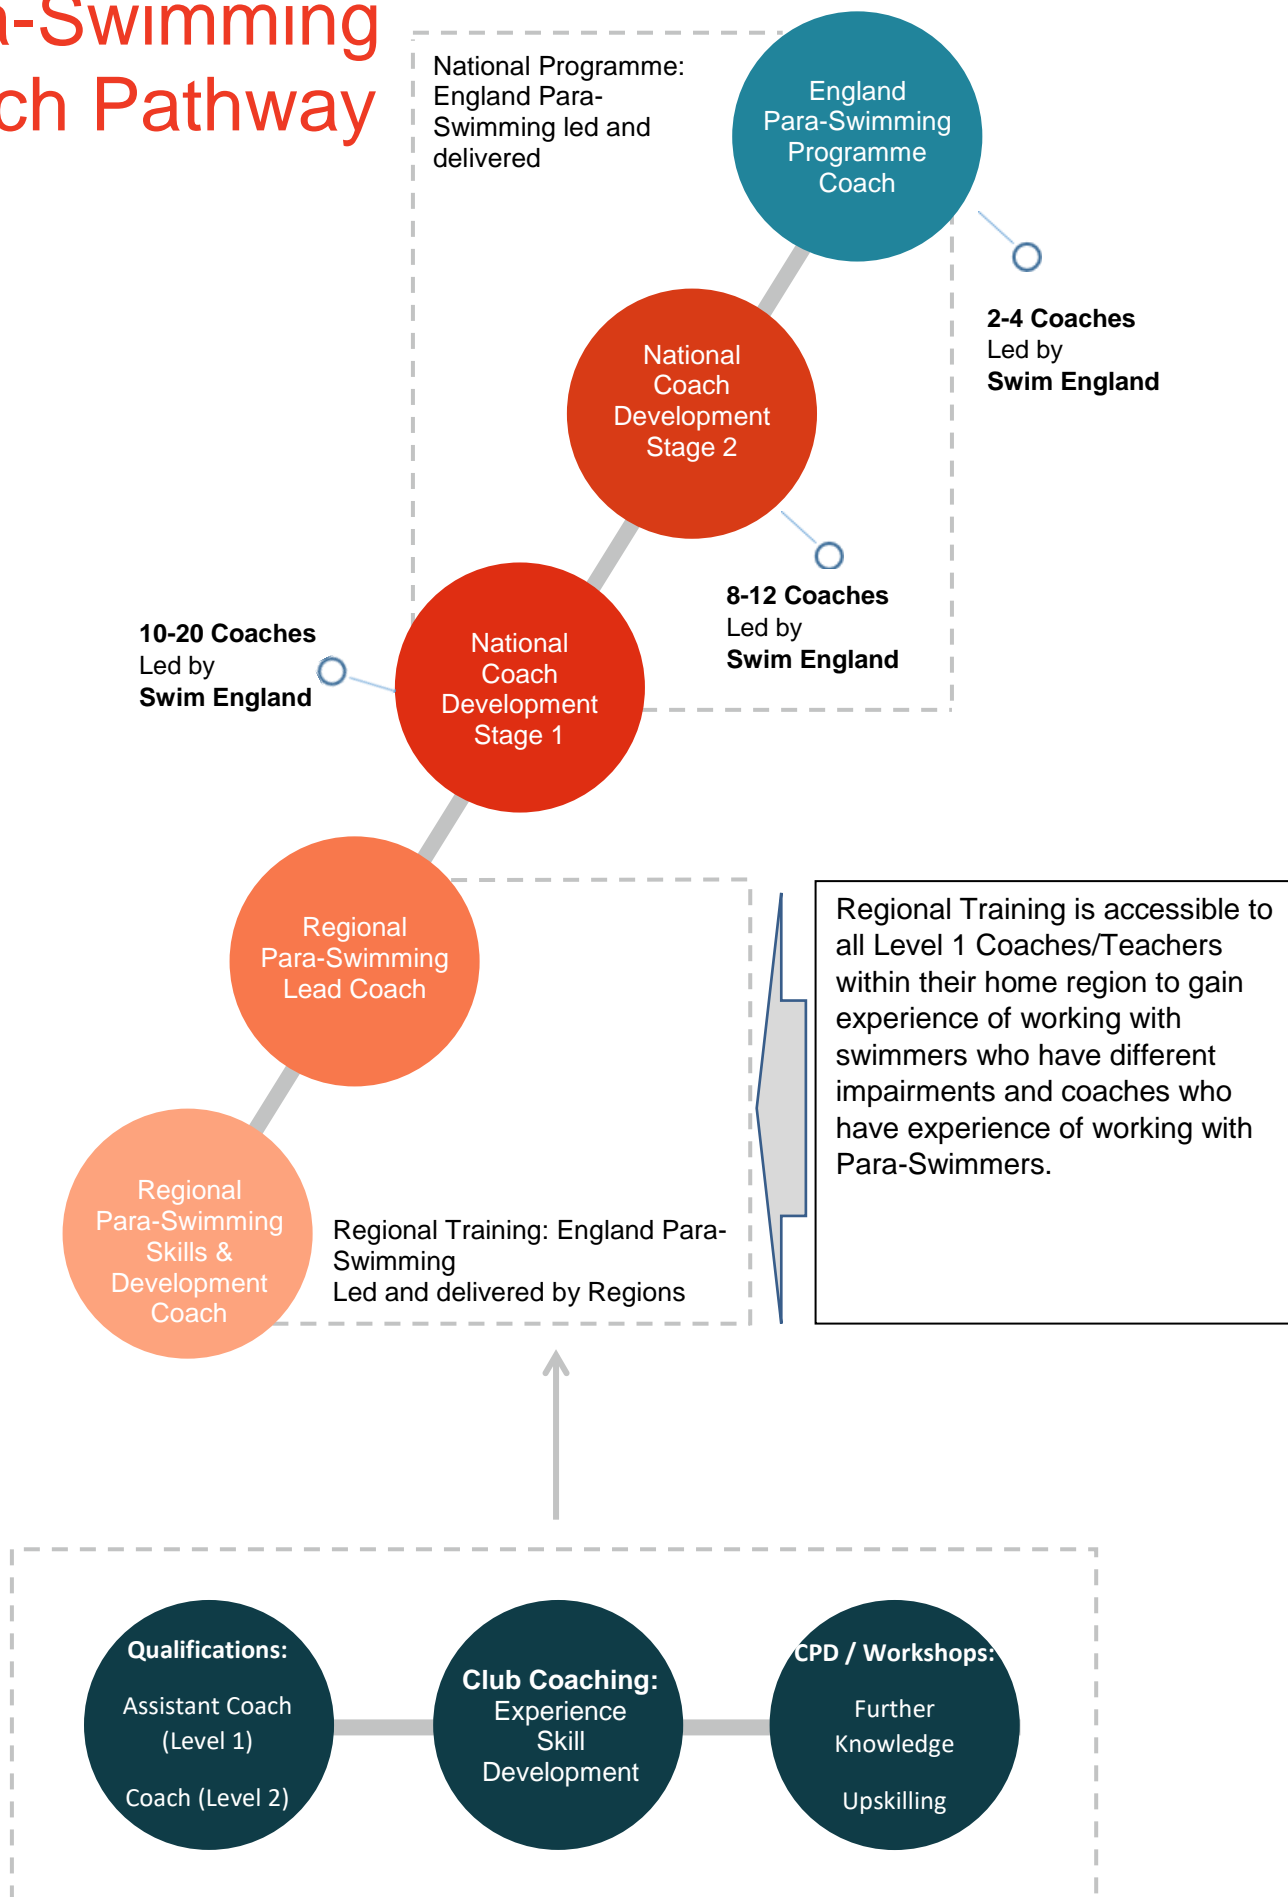 a-Swimming
ch Pathway
National Programme:
England Para-
Swimming led and
delivered
England
Para-Swimming
Programme
Coach
2-4 Coaches
Led by
Swim England
National
Coach
Development
Stage 2
8-12 Coaches
Led by
Swim England
10-20 Coaches
Led by
Swim England
National
Coach
Development
Stage 1
Regional
Para-Swimming
Lead Coach
Regional Training is accessible to
all Level 1 Coaches/Teachers
within their home region to gain
experience of working with
swimmers who have different
impairments and coaches who
have experience of working with
Para-Swimmers.
Regional
Para-Swimming
Skills &
Development
Coach
Regional Training: England Para-
Swimming
Led and delivered by Regions
Qualifications:
Assistant Coach
(Level 1)
Coach (Level 2)
Club Coaching:
Experience
Skill
Development
CPD / Workshops:
Further
Knowledge
Upskilling